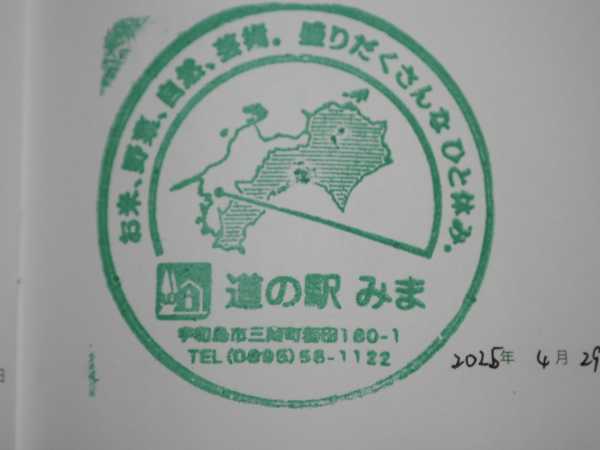 お米、野菜、自然、芸術。盛りだくさんなひと休み。
道の駅 みま
宇和島市三間町務田180-1
TEL(0895)58-1122
2025年 4月 29